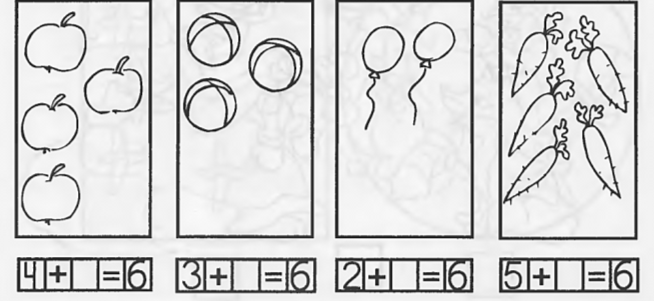 4+ =6 3+ =6 2+ =6 5+ =6